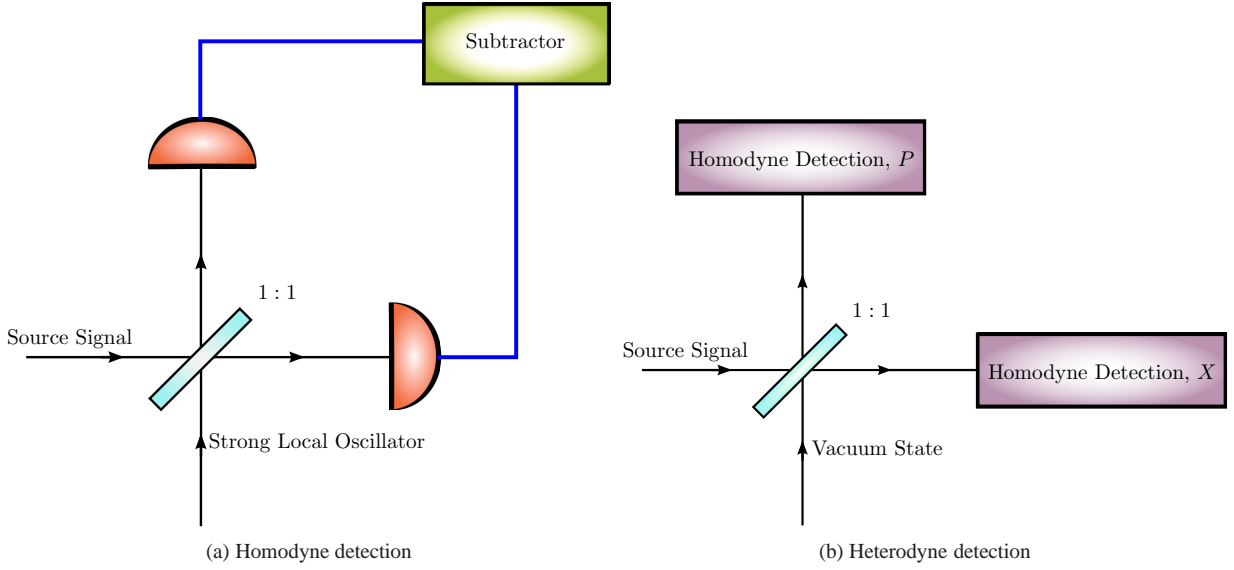 Subtractor
1 : 1
Source Signal
Strong Local Oscillator
(a) Homodyne detection
Homodyne Detection, P
1 : 1
Source Signal
Homodyne Detection, X
Vacuum State
(b) Heterodyne detection